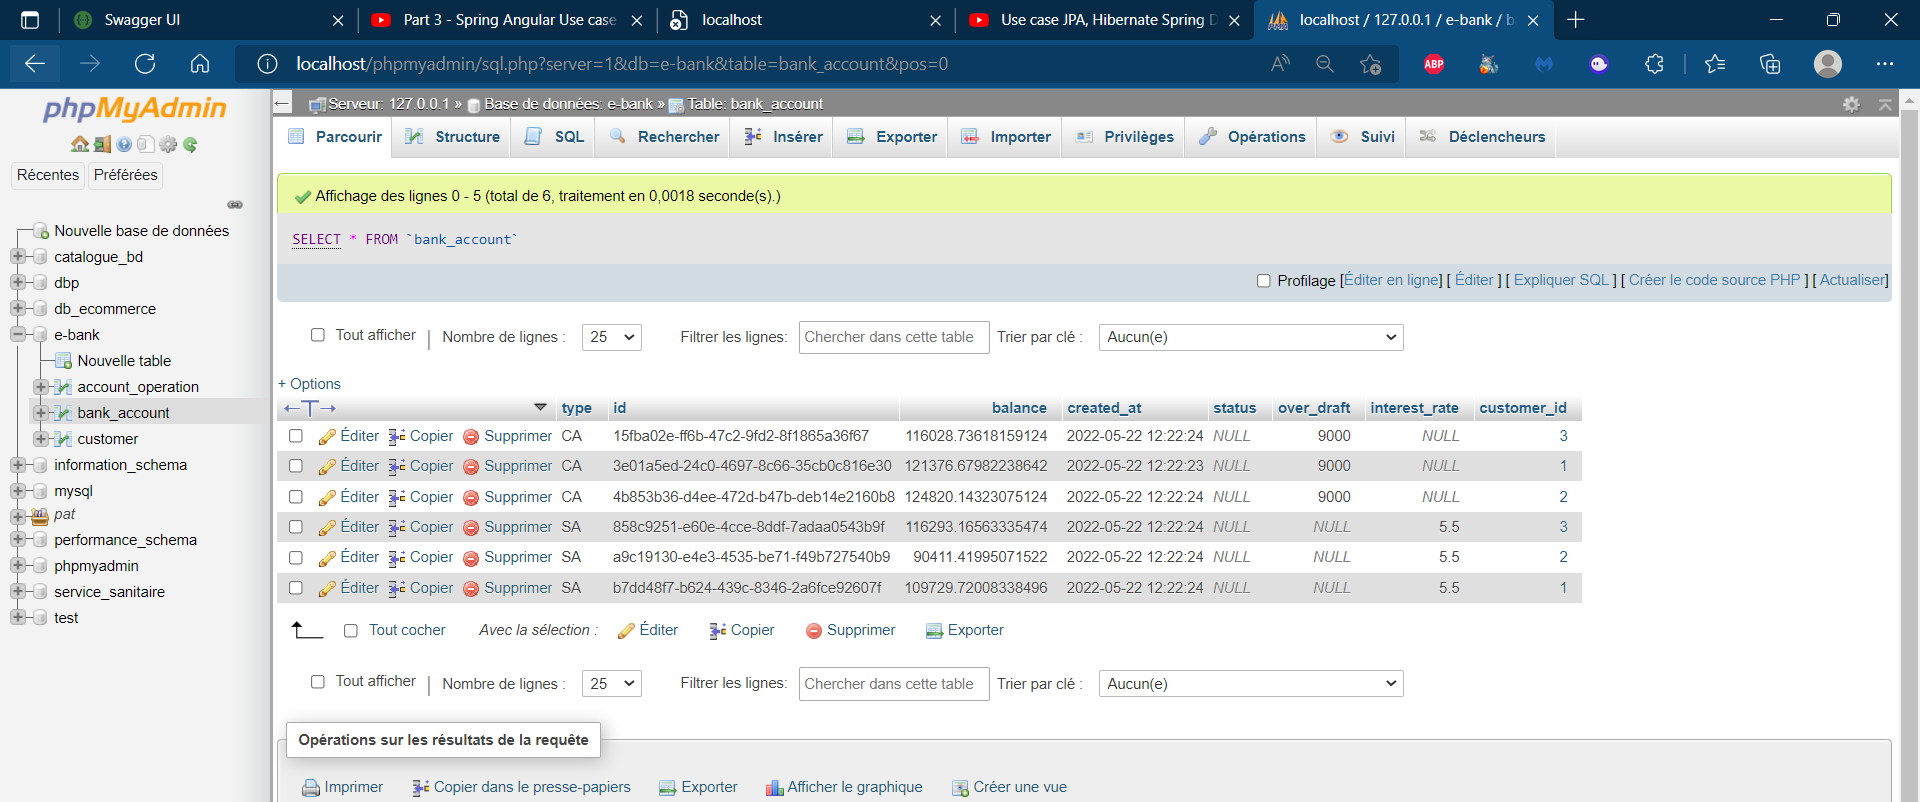 Swagger UI
Part 3 - Spring Angular Use case
localhost
Use case JPA, Hibernate Spring D
localhost / 127.0.0.1 / e-bank / b
localhost/phpmyadmin/sql.php?server=1&db=e-bank&table=bank_account&pos=0
ABP
phpMyAdmin
Récentes
Préférées
Nouvelle base de données
catalogue_bd
dbp
db_ecommerce
e-bank
Nouvelle table
account_operation
bank_account
customer
information_schema
mysql
pat
performance_schema
phpmyadmin
service_sanitaire
test
Serveur: 127.0.0.1 » Base de données: e-bank » Table: bank_account
Parcourir Structure SQL Rechercher Insérer Exporter Importer Privilèges Opérations Suivi Déclencheurs
Affichage des lignes 0 - 5 (total de 6, traitement en 0,0018 seconde(s).)
SELECT * FROM `bank_account`
Profilage [Éditer en ligne] [ Éditer ] [ Expliquer SQL ] [ Créer le code source PHP ] [ Actualiser]
Tout afficher | Nombre de lignes : 25 Filtrer les lignes: Chercher dans cette table Trier par clé : Aucun(e)
+ Options
←T→ type id balance created_at status over_draft interest_rate customer_id
Éditer Copier Supprimer CA 15fba02e-ff6b-47c2-9fd2-8f1865a36f67 116028.73618159124 2022-05-22 12:22:24 NULL 9000 NULL 3
Éditer Copier Supprimer CA 3e01a5ed-24c0-4697-8c66-35cb0c816e30 121376.67982238642 2022-05-22 12:22:23 NULL 9000 NULL 1
Éditer Copier Supprimer CA 4b853b36-d4ee-472d-b47b-deb14e2160b8 124820.14323075124 2022-05-22 12:22:24 NULL 9000 NULL 2
Éditer Copier Supprimer SA 858c9251-e60e-4cce-8ddf-7adaa0543b9f 116293.16563335474 2022-05-22 12:22:24 NULL NULL 5.5 3
Éditer Copier Supprimer SA a9c19130-e4e3-4535-be71-f49b727540b9 90411.41995071522 2022-05-22 12:22:24 NULL NULL 5.5 2
Éditer Copier Supprimer SA b7dd48f7-b624-439c-8346-2a6fce92607f 109729.72008338496 2022-05-22 12:22:24 NULL NULL 5.5 1
Tout cocher Avec la sélection : Éditer Copier Supprimer Exporter
Tout afficher | Nombre de lignes : 25 Filtrer les lignes: Chercher dans cette table Trier par clé : Aucun(e)
Opérations sur les résultats de la requête
Imprimer Copier dans le presse-papiers Exporter Afficher le graphique Créer une vue